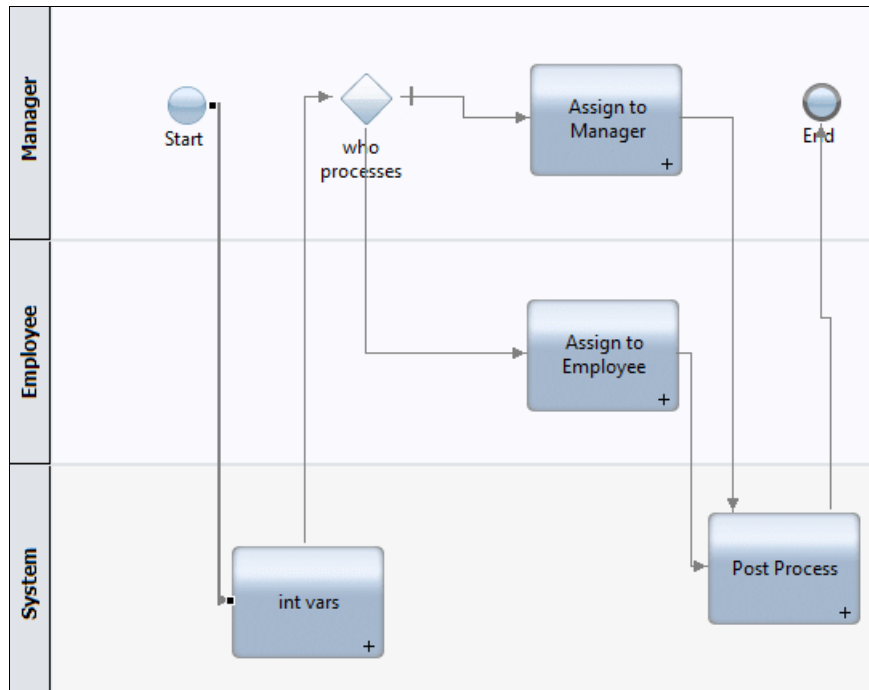 Manager
Start
who
processes
Assign to
Manager
+
End
Employee
Assign to
Employee
+
System
int vars
+
Post Process
+